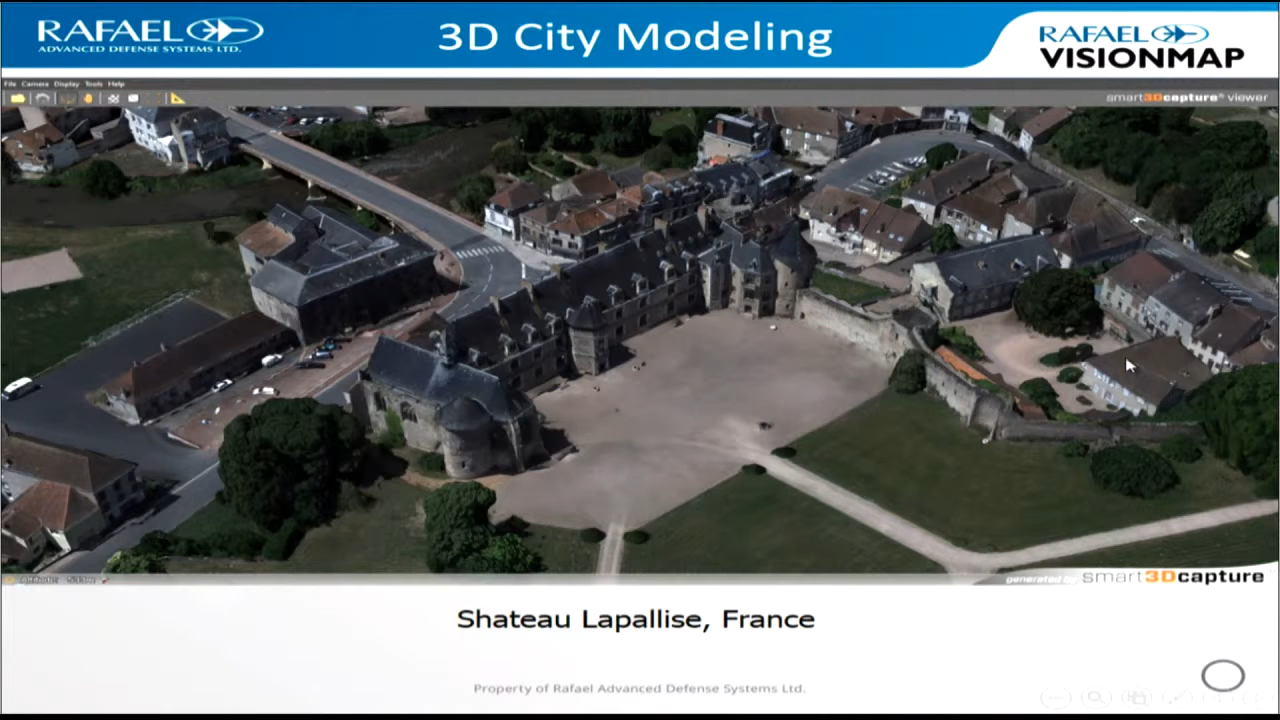 RAFAEL
ADVANCED DEFENSE SYSTEMS LTD.
3D City Modeling
RAFAEL
VISIONMAP
File Camera Display Tools Help
smart3Dcapture® viewer
generated by smart3Dcapture
Shateau Lapallise, France
Property of Rafael Advanced Defense Systems Ltd.